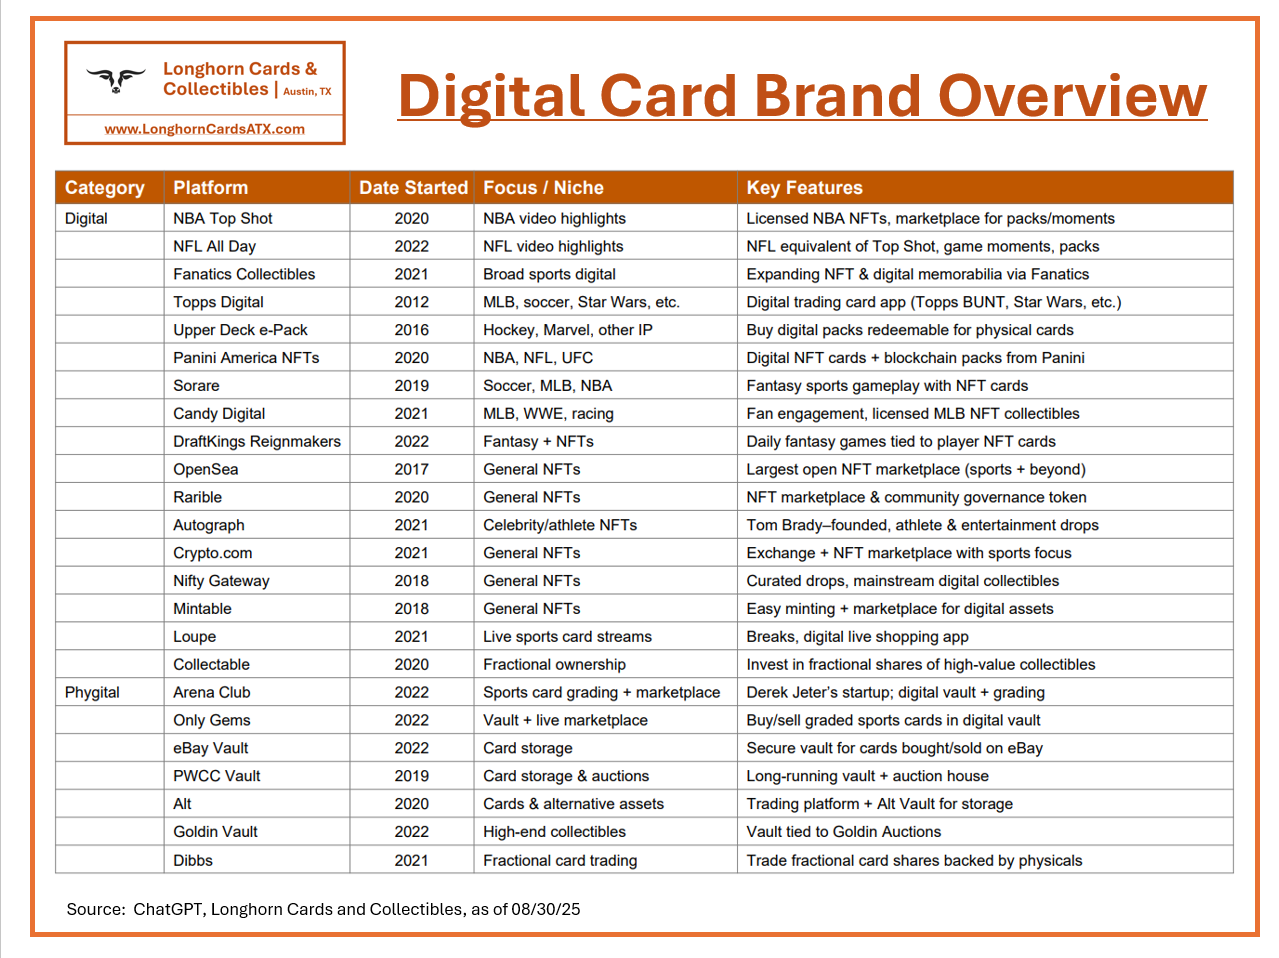 Longhorn Cards &
Collectibles | Austin, TX
www.LonghornCardsATX.com
Digital Card Brand Overview
Category Platform Date Started Focus / Niche Key Features
Digital NBA Top Shot 2020 NBA video highlights Licensed NBA NFTs, marketplace for packs/moments
NFL All Day 2022 NFL video highlights NFL equivalent of Top Shot, game moments, packs
Fanatics Collectibles 2021 Broad sports digital Expanding NFT & digital memorabilia via Fanatics
Topps Digital 2012 MLB, soccer, Star Wars, etc. Digital trading card app (Topps BUNT, Star Wars, etc.)
Upper Deck e-Pack 2016 Hockey, Marvel, other IP Buy digital packs redeemable for physical cards
Panini America NFTs 2020 NBA, NFL, UFC Digital NFT cards + blockchain packs from Panini
Sorare 2019 Soccer, MLB, NBA Fantasy sports gameplay with NFT cards
Candy Digital 2021 MLB, WWE, racing Fan engagement, licensed MLB NFT collectibles
DraftKings Reignmakers 2022 Fantasy + NFTs Daily fantasy games tied to player NFT cards
OpenSea 2017 General NFTs Largest open NFT marketplace (sports + beyond)
Rarible 2020 General NFTs NFT marketplace & community governance token
Autograph 2021 Celebrity/athlete NFTs Tom Brady–founded, athlete & entertainment drops
Crypto.com 2021 General NFTs Exchange + NFT marketplace with sports focus
Nifty Gateway 2018 General NFTs Curated drops, mainstream digital collectibles
Mintable 2018 General NFTs Easy minting + marketplace for digital assets
Loupe 2021 Live sports card streams Breaks, digital live shopping app
Collectable 2020 Fractional ownership Invest in fractional shares of high-value collectibles
Phygital Arena Club 2022 Sports card grading + marketplace Derek Jeter’s startup; digital vault + grading
Only Gems 2022 Vault + live marketplace Buy/sell graded sports cards in digital vault
eBay Vault 2022 Card storage Secure vault for cards bought/sold on eBay
PWCC Vault 2019 Card storage & auctions Long-running vault + auction house
Alt 2020 Cards & alternative assets Trading platform + Alt Vault for storage
Goldin Vault 2022 High-end collectibles Vault tied to Goldin Auctions
Dibbs 2021 Fractional card trading Trade fractional card shares backed by physicals
Source: ChatGPT, Longhorn Cards and Collectibles, as of 08/30/25